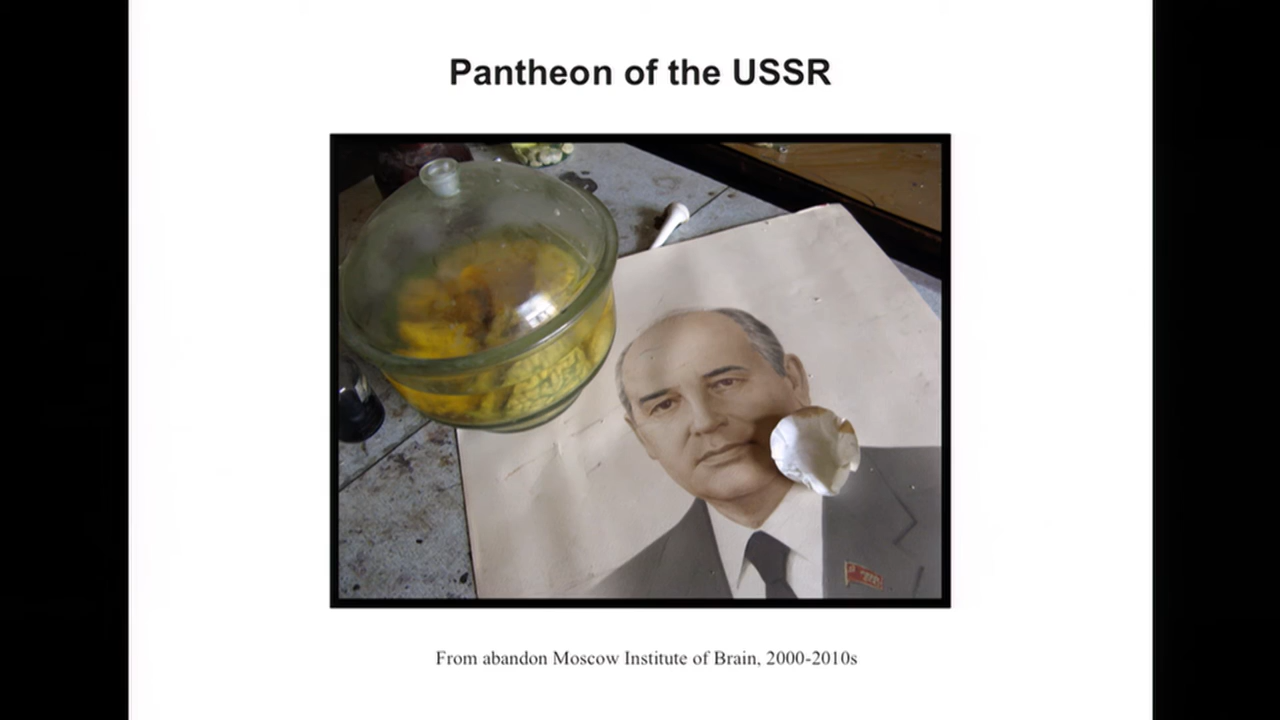 Pantheon of the USSR
From abandon Moscow Institute of Brain, 2000-2010s